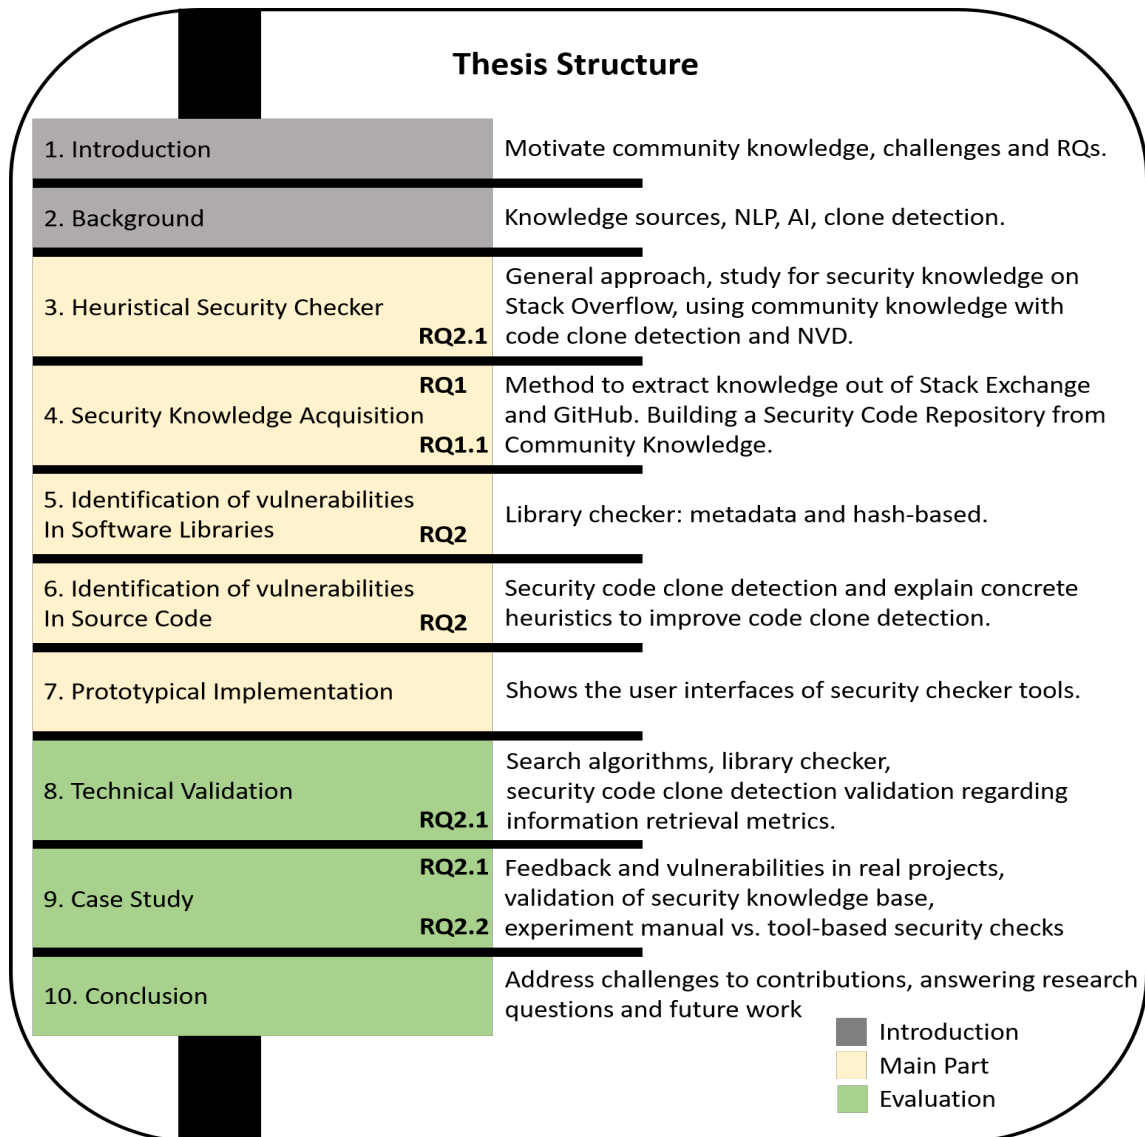 Thesis Structure
1. Introduction
Motivate community knowledge, challenges and RQs.
2. Background
Knowledge sources, NLP, AI, clone detection.
3. Heuristical Security Checker
RQ2.1
General approach, study for security knowledge on
Stack Overflow, using community knowledge with
code clone detection and NVD.
RQ1
4. Security Knowledge Acquisition
RQ1.1
Method to extract knowledge out of Stack Exchange
and GitHub. Building a Security Code Repository from
Community Knowledge.
5. Identification of vulnerabilities
In Software Libraries
RQ2
Library checker: metadata and hash-based.
6. Identification of vulnerabilities
In Source Code
RQ2
Security code clone detection and explain concrete
heuristics to improve code clone detection.
7. Prototypical Implementation
Shows the user interfaces of security checker tools.
8. Technical Validation
RQ2.1
Search algorithms, library checker,
security code clone detection validation regarding
information retrieval metrics.
RQ2.1
9. Case Study
RQ2.2
Feedback and vulnerabilities in real projects,
validation of security knowledge base,
experiment manual vs. tool-based security checks
10. Conclusion
Address challenges to contributions, answering research
questions and future work
Introduction
Main Part
Evaluation